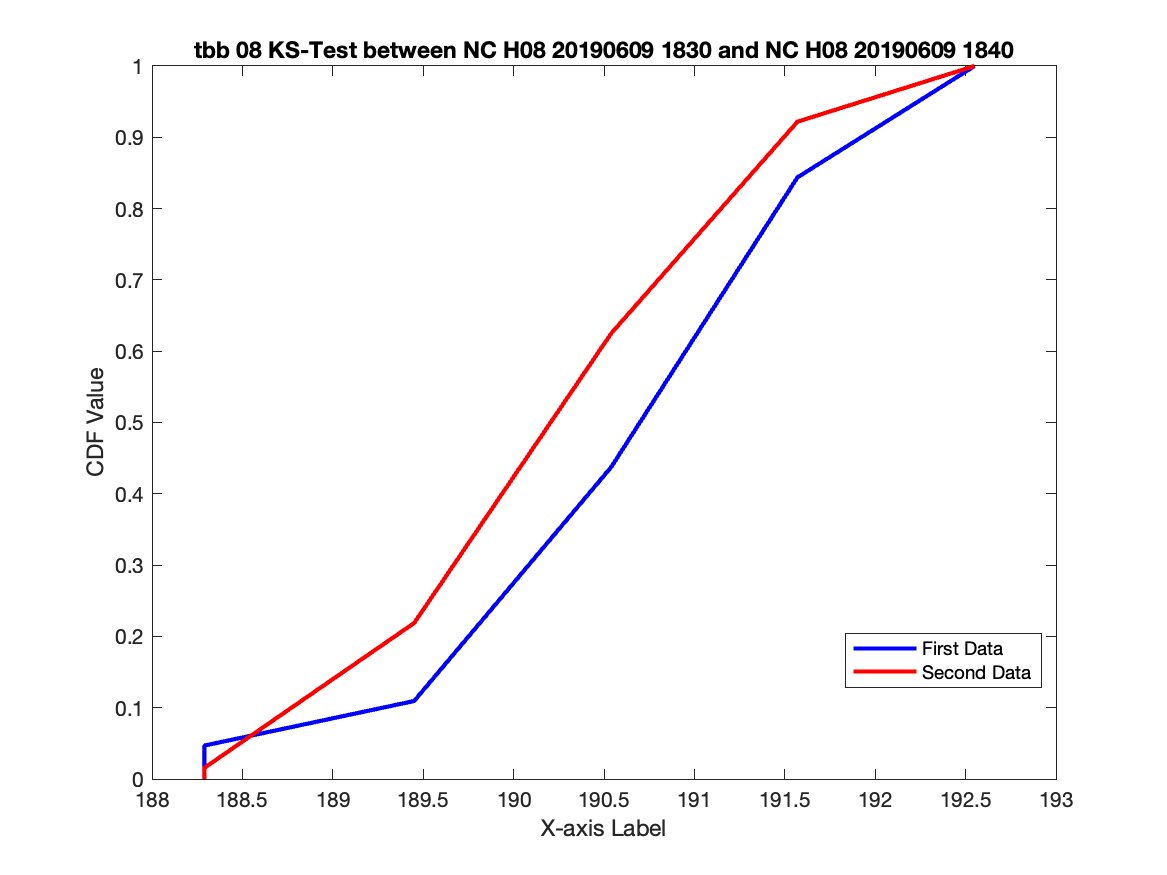 tbb 08 KS-Test between NC H08 20190609 1830 and NC H08 20190609 1840
1
0.9
0.8
0.7
0.6
0.5
0.4
0.3
0.2
0.1
0
CDF Value
First Data
Second Data
188 188.5 189 189.5 190 190.5 191 191.5 192 192.5 193
X-axis Label